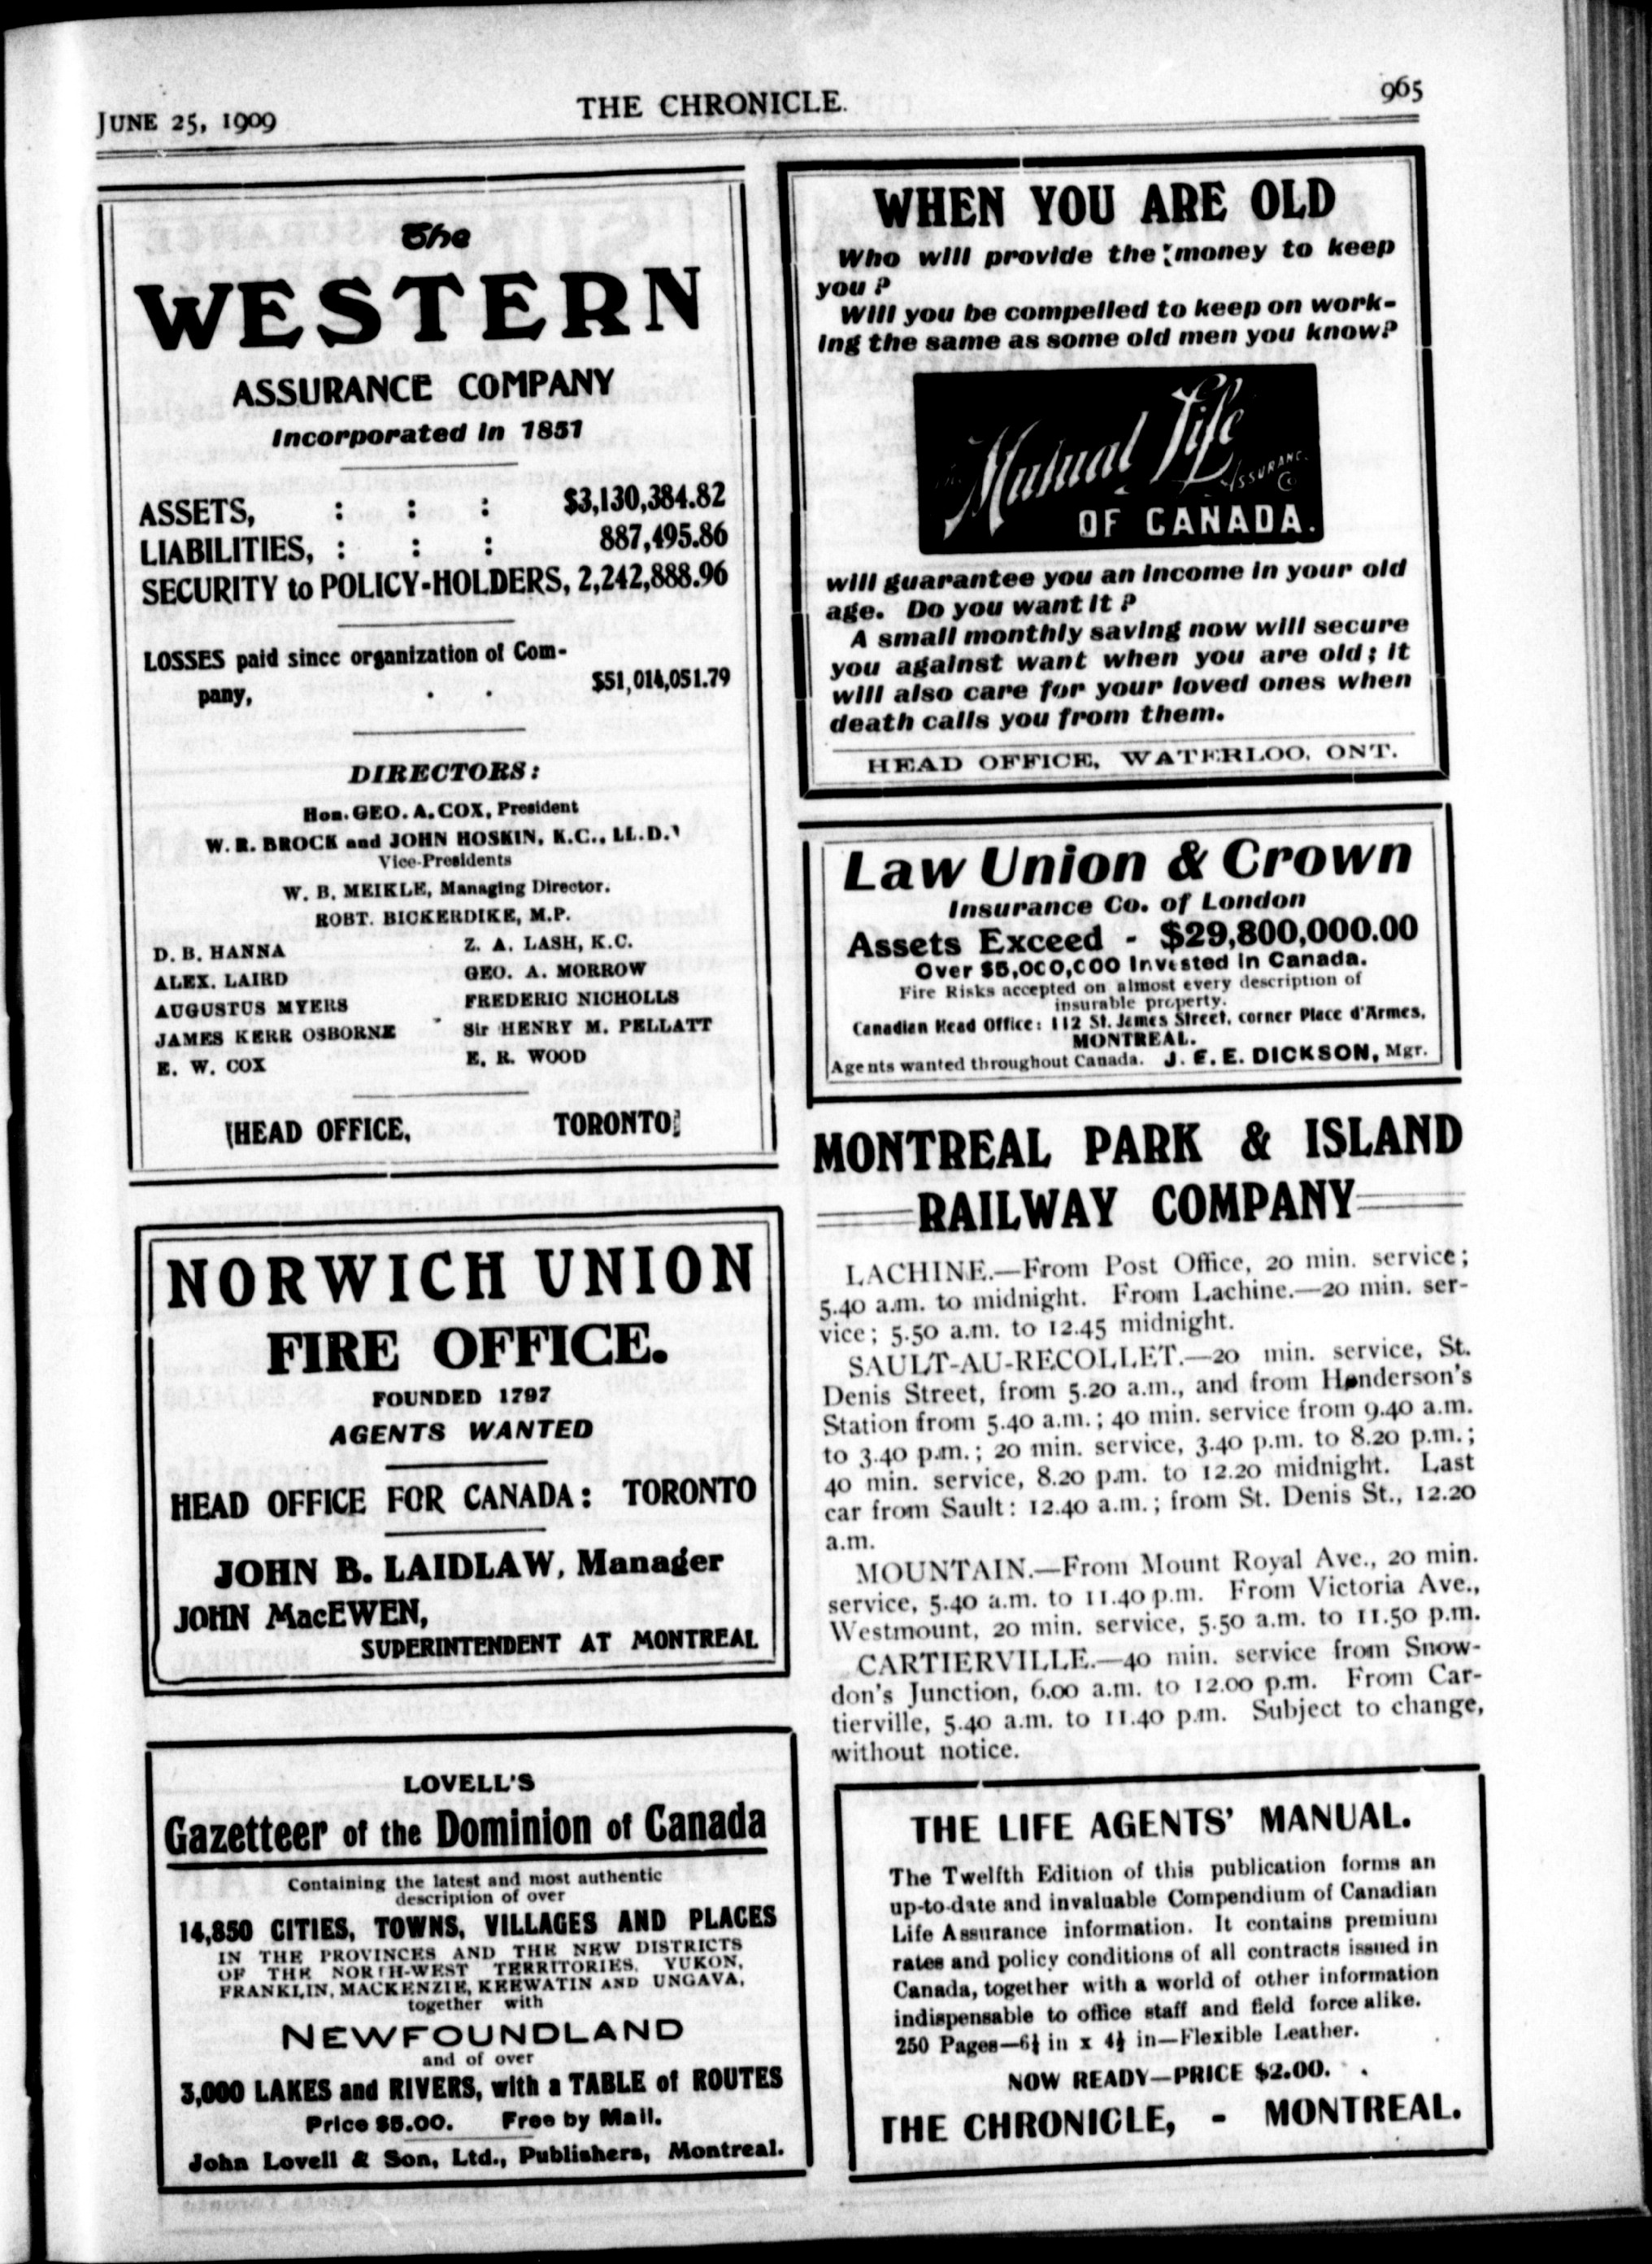 JUNE 25, 1909
THE CHRONICLE.
965
The
WESTERN
ASSURANCE COMPANY
Incorporated in 1851
ASSETS, : : : $3,130,384.82
LIABILITIES, : : : 887,495.86
SECURITY to POLICY-HOLDERS, 2,242,888.96
LOSSES paid since organization of Com-
pany, . . $51,014,051.79
DIRECTORS:
Hon. GEO. A. COX, President
W. R. BROCK and JOHN HOSKIN, K.C., LL.D.
Vice-Presidents
W. B. MEIKLE, Managing Director.
ROBT. BICKERDIKE, M.P.
D. B. HANNA
Z. A. LASH, K.C.
ALEX. LAIRD
GEO. A. MORROW
AUGUSTUS MYERS
FREDERIC NICHOLLS
JAMES KERR OSBORNE
Sir HENRY M. PELLATT
E. W. COX
E. R. WOOD
HEAD OFFICE, TORONTO
NORWICH UNION
FIRE OFFICE.
FOUNDED 1797
AGENTS WANTED
HEAD OFFICE FOR CANADA: TORONTO
JOHN B. LAIDLAW, Manager
JOHN MacEWEN,
SUPERINTENDENT AT MONTREAL
LOVELL'S
Gazetteer of the Dominion of Canada
Containing the latest and most authentic
description of over
14,850 CITIES, TOWNS, VILLAGES AND PLACES
IN THE PROVINCES AND THE NEW DISTRICTS
OF THE NORTH-WEST TERRITORIES, YUKON,
FRANKLIN, MACKENZIE, KEEWATIN AND UNGAVA,
together with
NEWFOUNDLAND
and of over
3,000 LAKES and RIVERS, with a TABLE of ROUTES
Price $5.00. Free by Mail.
John Lovell & Son, Ltd., Publishers, Montreal.
WHEN YOU ARE OLD
Who will provide the money to keep
you?
Will you be compelled to keep on work-
ing the same as some old men you know?
Mutual Life
ASSURANCE
Co
OF CANADA.
will guarantee you an income in your old
age. Do you want it?
A small monthly saving now will secure
you against want when you are old; it
will also care for your loved ones when
death calls you from them.
HEAD OFFICE, WATERLOO, ONT.
Law Union & Crown
Insurance Co. of London
Assets Exceed - $29,800,000.00
Over $5,000,000 Invested in Canada.
Fire Risks accepted on almost every description of
insurable property.
Canadian Head Office: 112 St. James Street, corner Place d'Armes,
MONTREAL.
Agents wanted throughout Canada. J. E. E. DICKSON, Mgr.
MONTREAL PARK & ISLAND
RAILWAY COMPANY
LACHINE.—From Post Office, 20 min. service;
5.40 a.m. to midnight. From Lachine.—20 min. ser-
vice; 5.50 a.m. to 12.45 midnight.
SAULT-AU-RECOLLET.—20 min. service, St.
Denis Street, from 5.20 a.m., and from Henderson's
Station from 5.40 a.m.; 40 min. service from 9.40 a.m.
to 3.40 p.m.; 20 min. service, 3.40 p.m. to 8.20 p.m.;
40 min. service, 8.20 p.m. to 12.20 midnight. Last
car from Sault: 12.40 a.m.; from St. Denis St., 12.20
a.m.
MOUNTAIN.—From Mount Royal Ave., 20 min.
service, 5.40 a.m. to 11.40 p.m. From Victoria Ave.,
Westmount, 20 min. service, 5.50 a.m. to 11.50 p.m.
CARTIERVILLE.—40 min. service from Snow-
don's Junction, 6.00 a.m. to 12.00 p.m. From Car-
tierville, 5.40 a.m. to 11.40 p.m. Subject to change,
without notice.
THE LIFE AGENTS' MANUAL.
The Twelfth Edition of this publication forms an
up-to-date and invaluable Compendium of Canadian
Life Assurance information. It contains premium
rates and policy conditions of all contracts issued in
Canada, together with a world of other information
indispensable to office staff and field force alike.
250 Pages—6¼ in x 4¼ in—Flexible Leather.
NOW READY—PRICE $2.00.
THE CHRONICLE, - MONTREAL.